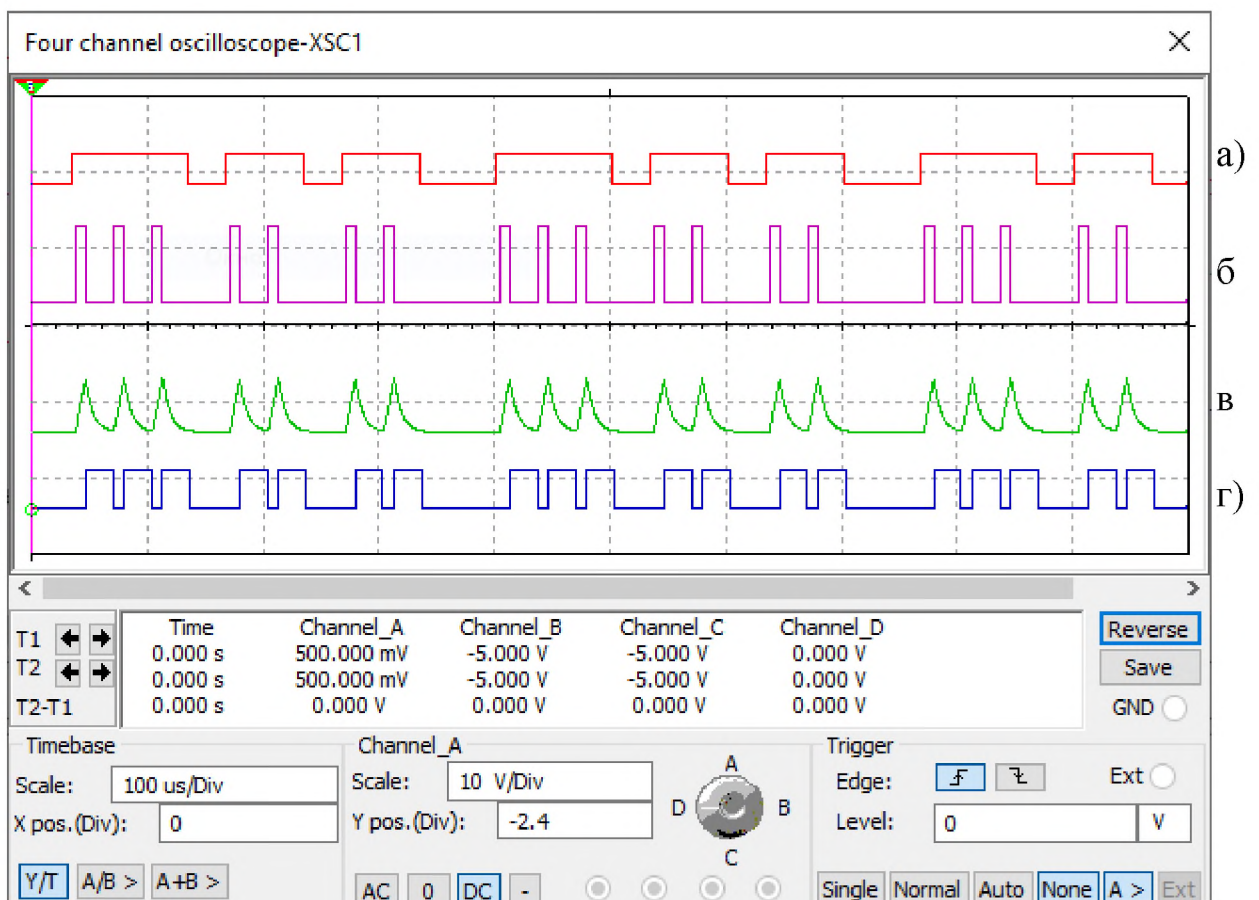 Four channel oscilloscope-XSC1
а)
б
в
г)
T1
T2
T2-T1
Time Channel_A Channel_B Channel_C Channel_D
0.000 s 500.000 mV -5.000 V -5.000 V 0.000 V
0.000 s 500.000 mV -5.000 V -5.000 V 0.000 V
0.000 s 0.000 V 0.000 V 0.000 V 0.000 V
Reverse
Save
GND
Timebase
Scale: 100 us/Div
X pos.(Div): 0
Y/T A/B > A+B >
Channel_A
Scale: 10 V/Div
Y pos.(Div): -2.4
AC 0 DC -
A
D B
C
Trigger
Edge: Ext
Level: 0 V
Single Normal Auto None A > Ext